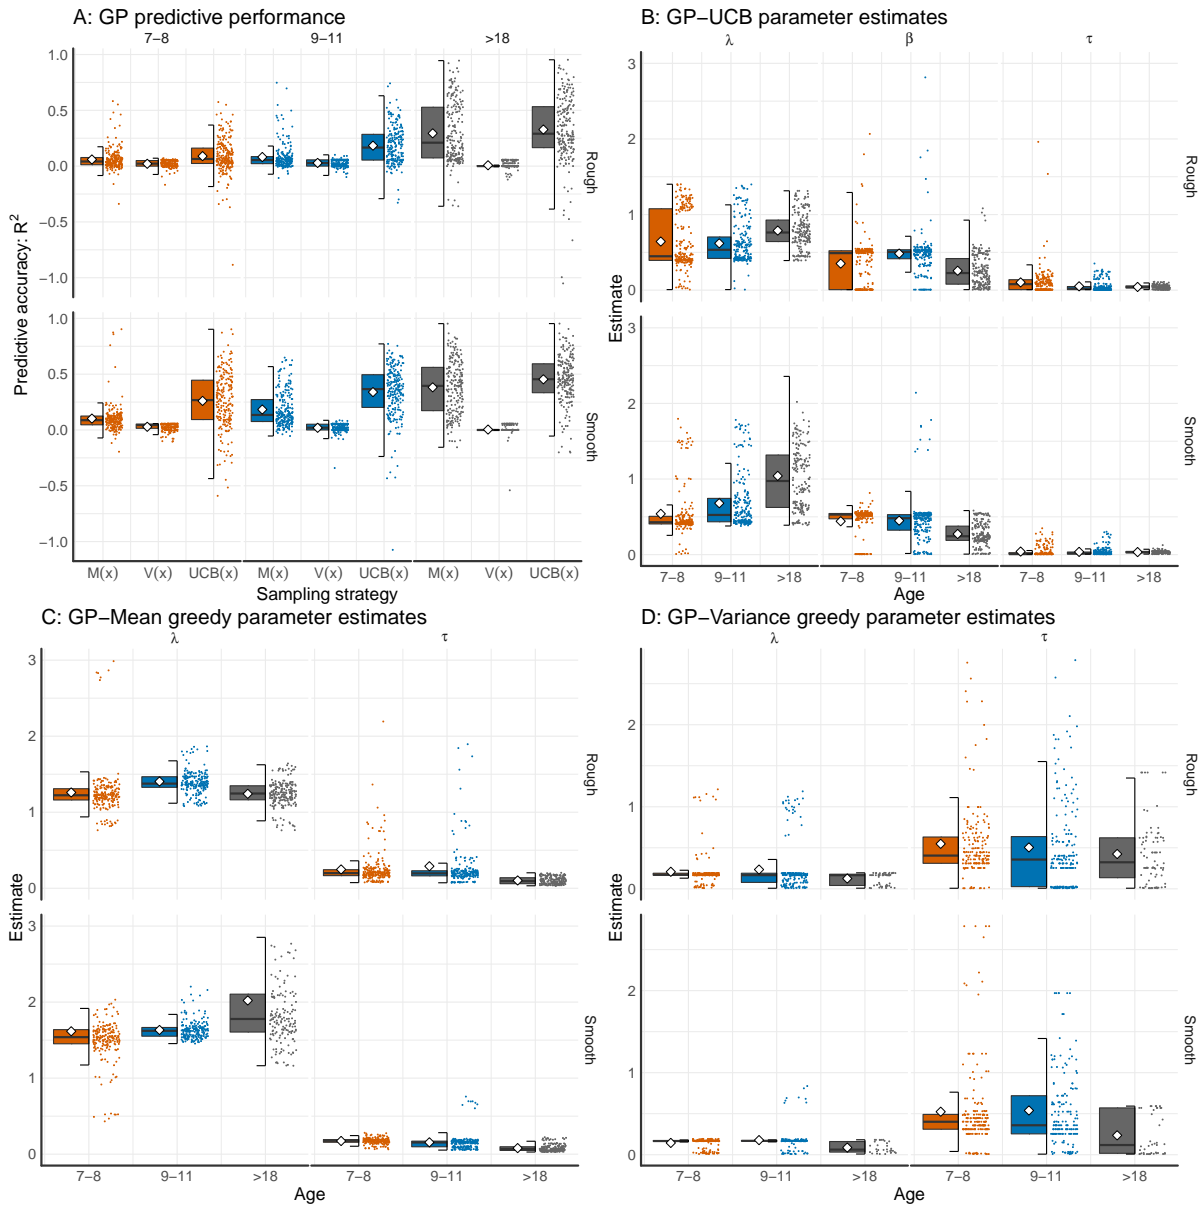 A: GP predictive performance
7−8 9−11 >18
Predictive accuracy: R²
1.0
0.5
0.0
−0.5
−1.0
Rough
1.0
0.5
0.0
−0.5
−1.0
Smooth
M(x) V(x) UCB(x) M(x) V(x) UCB(x) M(x) V(x) UCB(x)
Sampling strategy
B: GP−UCB parameter estimates
λ β τ
Estimate
3
2
1
0
Rough
3
2
1
0
Smooth
7−8 9−11 >18 7−8 9−11 >18 7−8 9−11 >18
Age
C: GP−Mean greedy parameter estimates
λ τ
Estimate
3
2
1
0
Rough
3
2
1
0
Smooth
7−8 9−11 >18 7−8 9−11 >18
Age
D: GP−Variance greedy parameter estimates
λ τ
Estimate
2
1
0
Rough
2
1
0
Smooth
7−8 9−11 >18 7−8 9−11 >18
Age